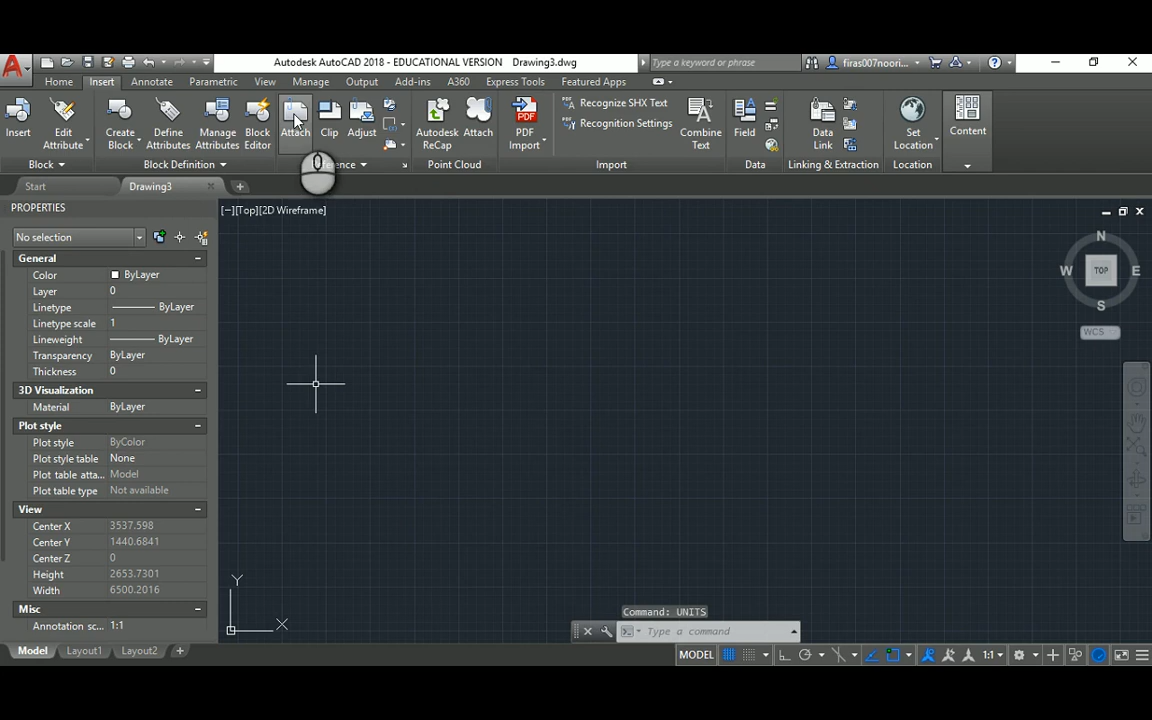 Autodesk AutoCAD 2018 - EDUCATIONAL VERSION Drawing3.dwg
Type a keyword or phrase
firas007noori...
Home Insert Annotate Parametric View Manage Output Add-ins A360 Express Tools Featured Apps
Insert
Edit
Attribute
Create
Block
Define
Attributes
Manage
Attributes
Block
Editor
Attach
Clip
Adjust
Autodesk
ReCap
Attach
PDF
Import
Recognize SHX Text
Recognition Settings
Combine
Text
Field
Data
Link
Set
Location
Content
Block
Block Definition
Point Cloud
Import
Data
Linking & Extraction
Location
Start
Drawing3
PROPERTIES
[−][Top][2D Wireframe]
No selection
General
Color ByLayer
Layer 0
Linetype ByLayer
Linetype scale 1
Lineweight ByLayer
Transparency ByLayer
Thickness 0
3D Visualization
Material ByLayer
Plot style
Plot style ByColor
Plot style table None
Plot table atta... Model
Plot table type Not available
View
Center X 3537.598
Center Y 1440.6841
Center Z 0
Height 2653.7301
Width 6500.2016
Misc
Annotation sc... 1:1
N
W TOP E
S
WCS
Y
X
Command: UNITS
Type a command
Model Layout1 Layout2
MODEL
1:1